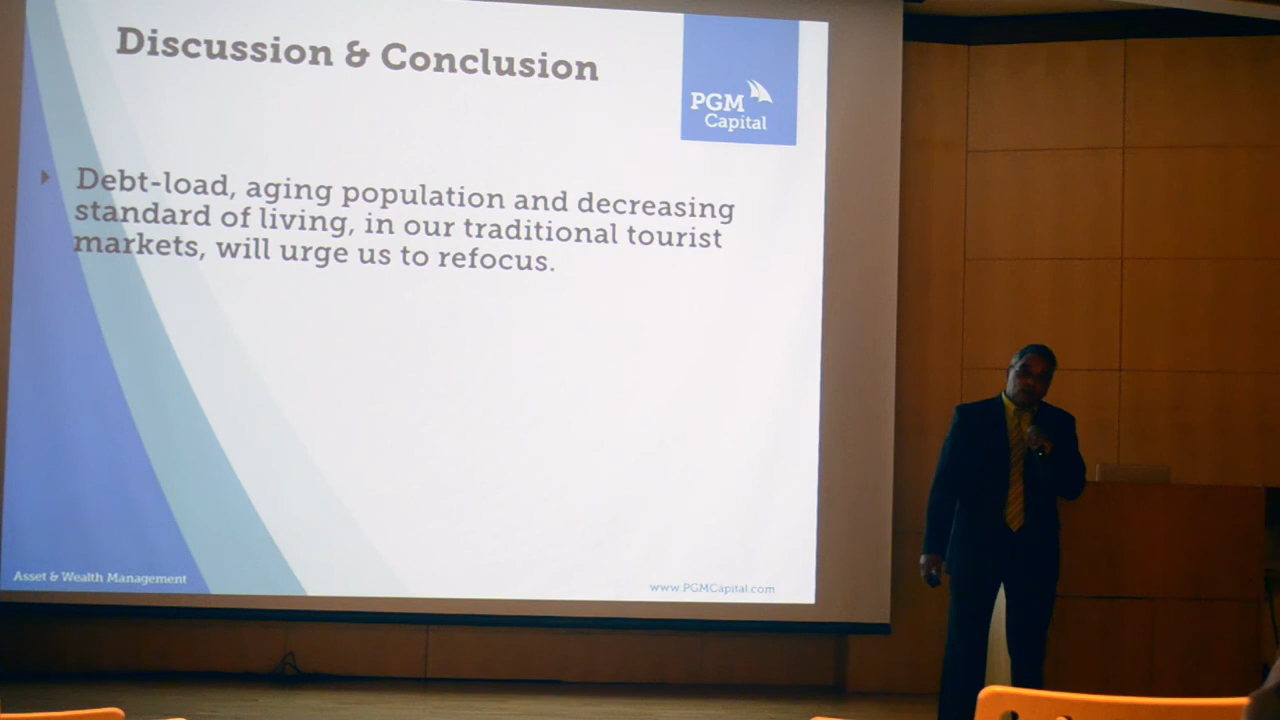 Discussion & Conclusion
PGM
Capital
Debt-load, aging population and decreasing
standard of living, in our traditional tourist
markets, will urge us to refocus.
Asset & Wealth Management
www.PGMCapital.com